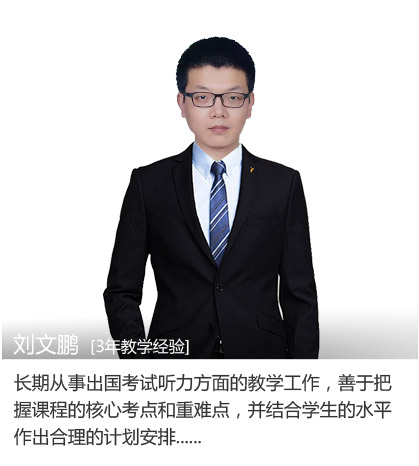 刘文鹏 [3年教学经验]
长期从事出国考试听力方面的教学工作，善于把
握课程的核心考点和重难点，并结合学生的水平
作出合理的计划安排......